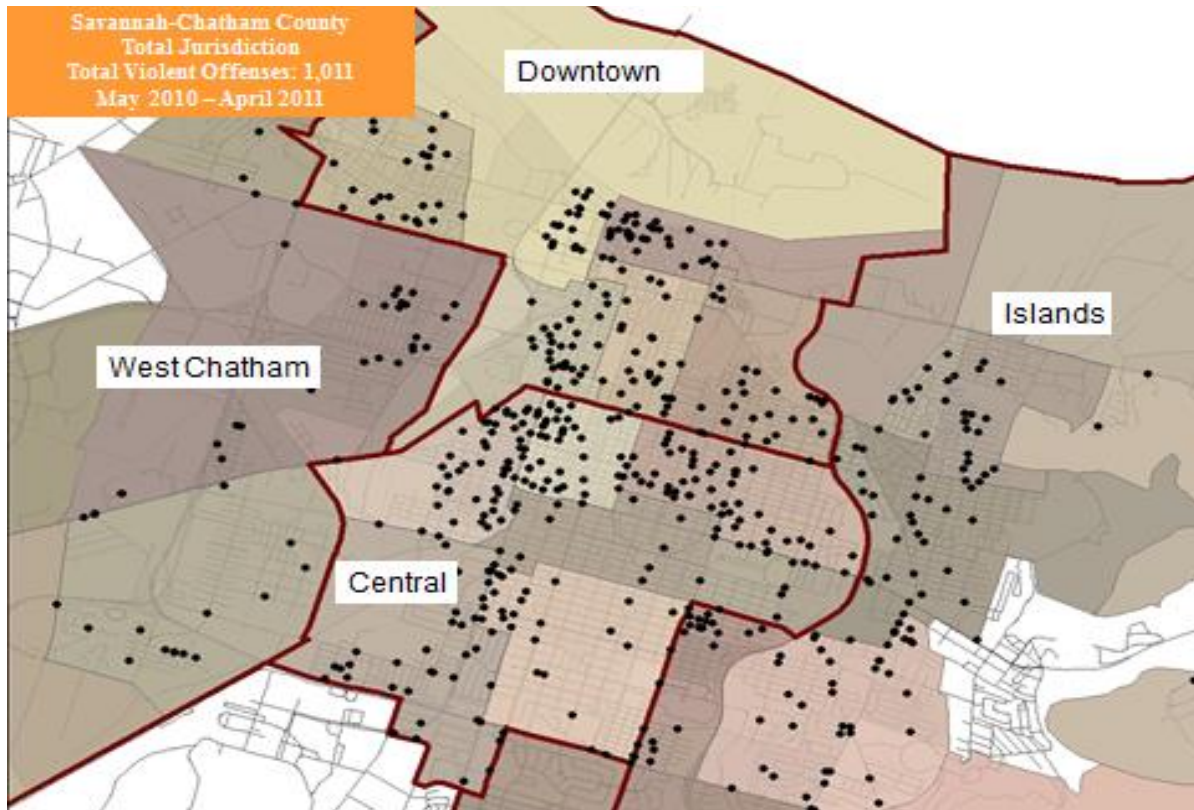 Savannah-Chatham County
Total Jurisdiction
Total Violent Offenses: 1,011
May 2010 – April 2011
Downtown
Islands
West Chatham
Central